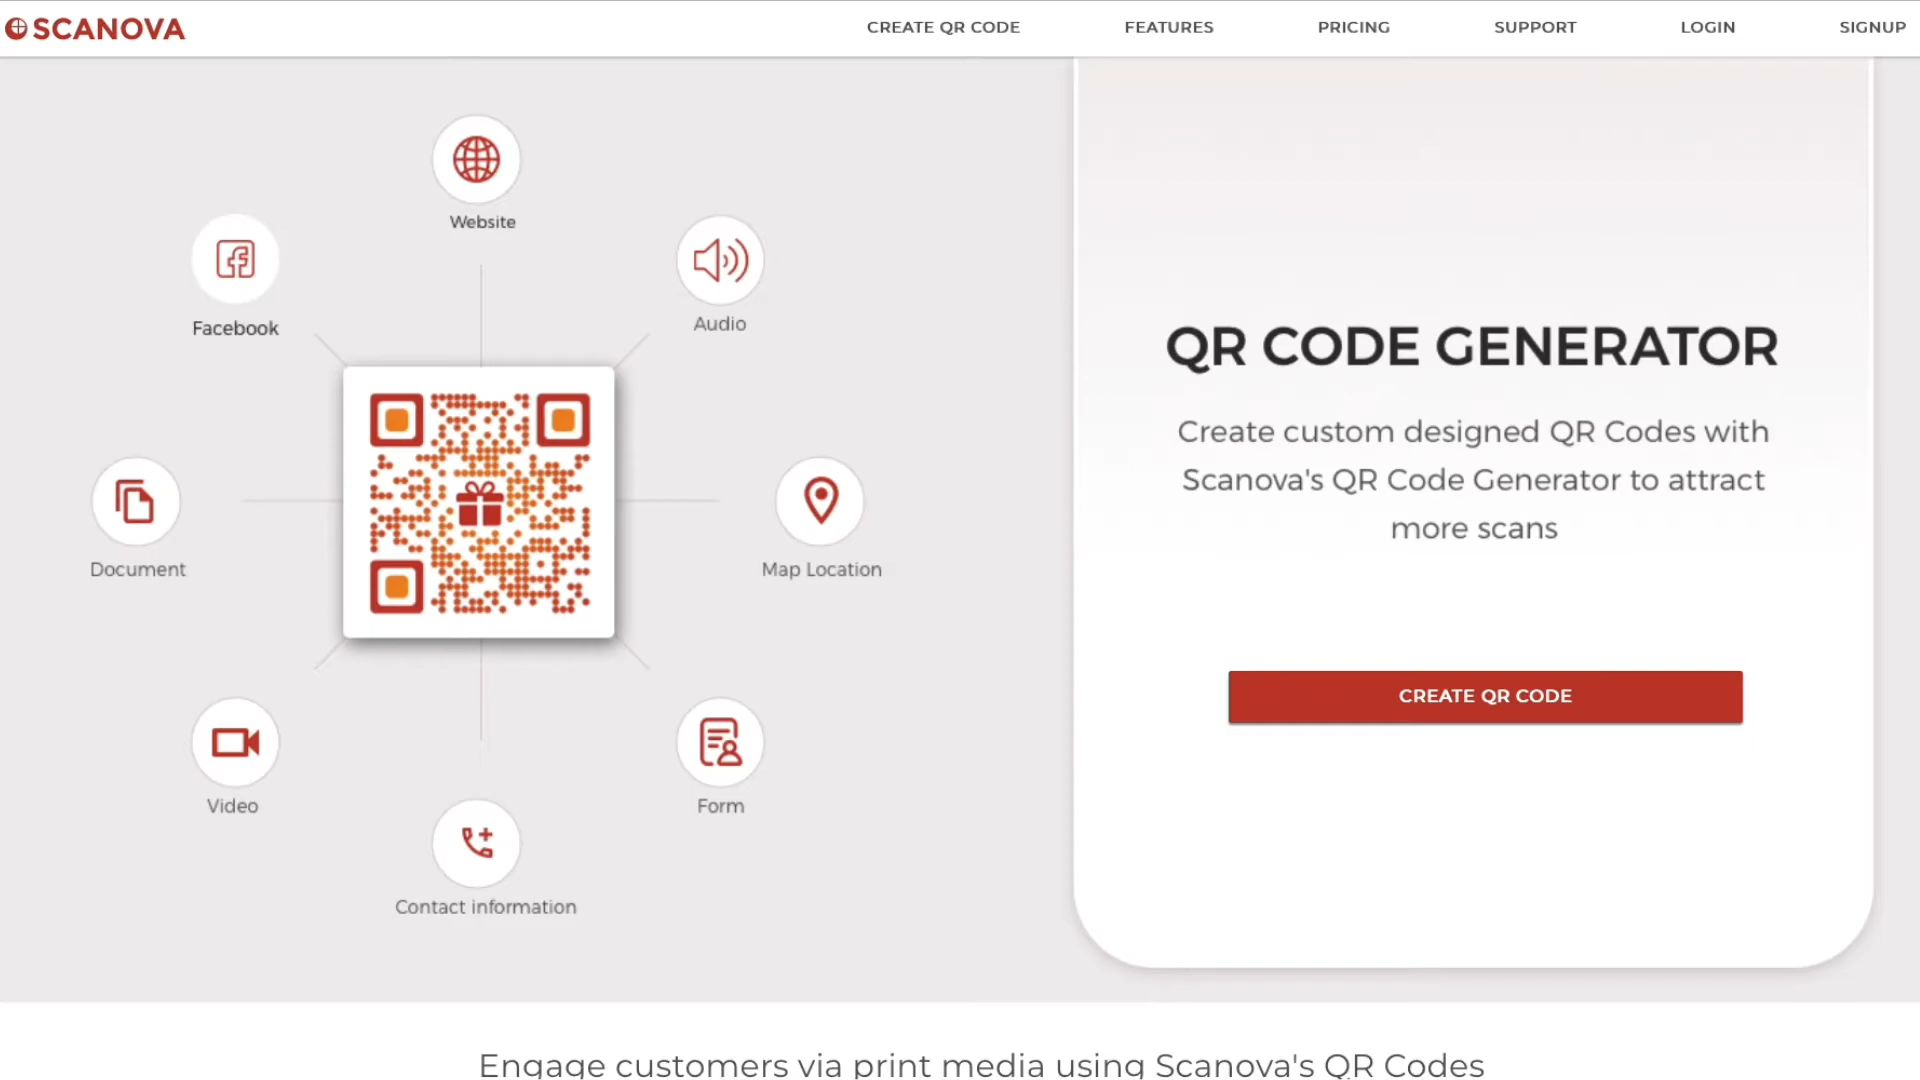 SCANOVA
CREATE QR CODE
FEATURES
PRICING
SUPPORT
LOGIN
SIGNUP
Website
Facebook
Audio
Document
Map Location
Video
Form
Contact information
QR CODE GENERATOR
Create custom designed QR Codes with
Scanova's QR Code Generator to attract
more scans
CREATE QR CODE
Engage customers via print media using Scanova's QR Codes